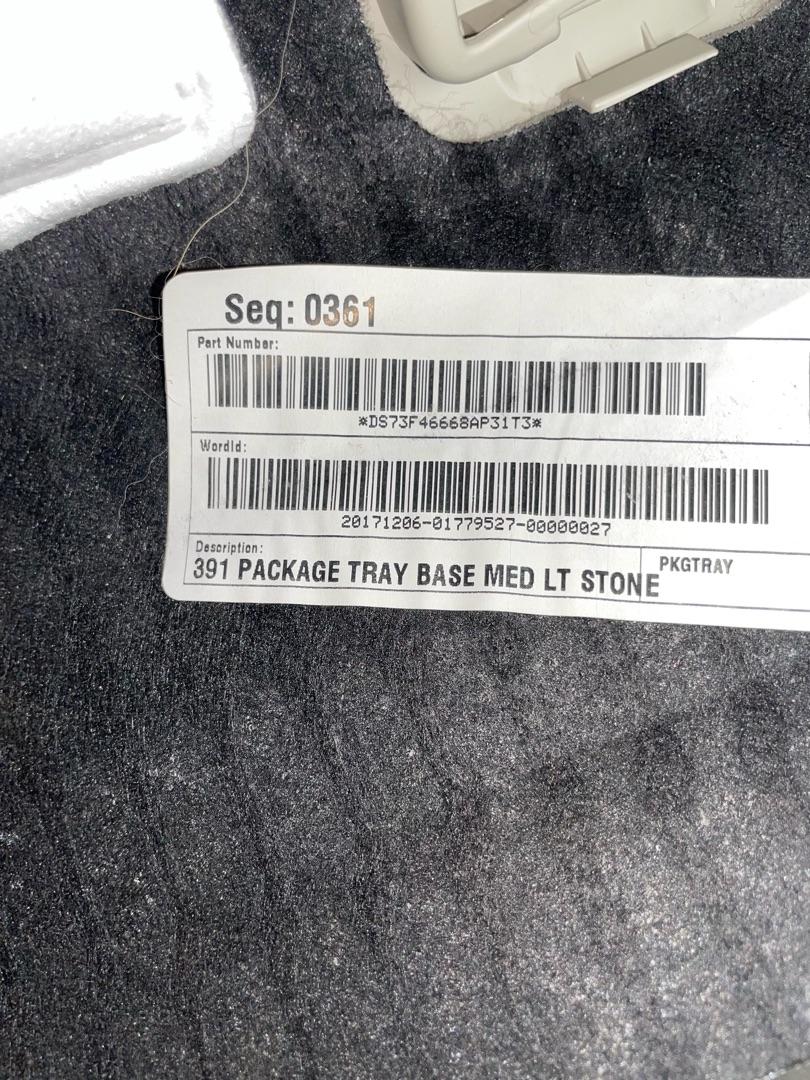 Seq: 0361
Part Number:
*DS73F46668AP31T3*
WordId:
20171206-01779527-00000027
Description:
391 PACKAGE TRAY BASE MED LT STONE
PKGTRAY